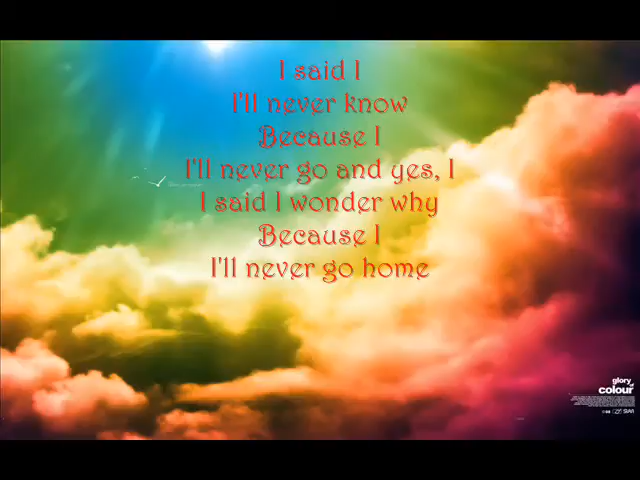 I said I
I'll never know
Because I
I'll never go and yes, I
I said I wonder why
Because I
I'll never go home
glory
of
colour